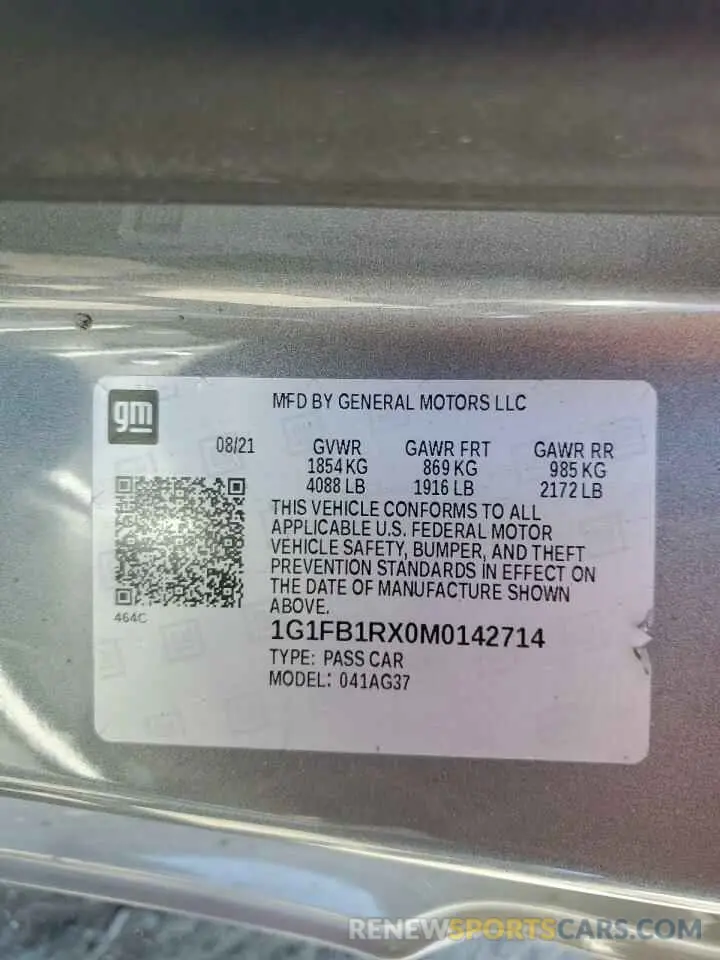 gm
MFD BY GENERAL MOTORS LLC
08/21 GVWR GAWR FRT GAWR RR
1854 KG 869 KG 985 KG
4088 LB 1916 LB 2172 LB
THIS VEHICLE CONFORMS TO ALL
APPLICABLE U.S. FEDERAL MOTOR
VEHICLE SAFETY, BUMPER, AND THEFT
PREVENTION STANDARDS IN EFFECT ON
THE DATE OF MANUFACTURE SHOWN
ABOVE.
464C
1G1FB1RX0M0142714
TYPE: PASS CAR
MODEL: 041AG37
RENEWSPORTSCARS.COM